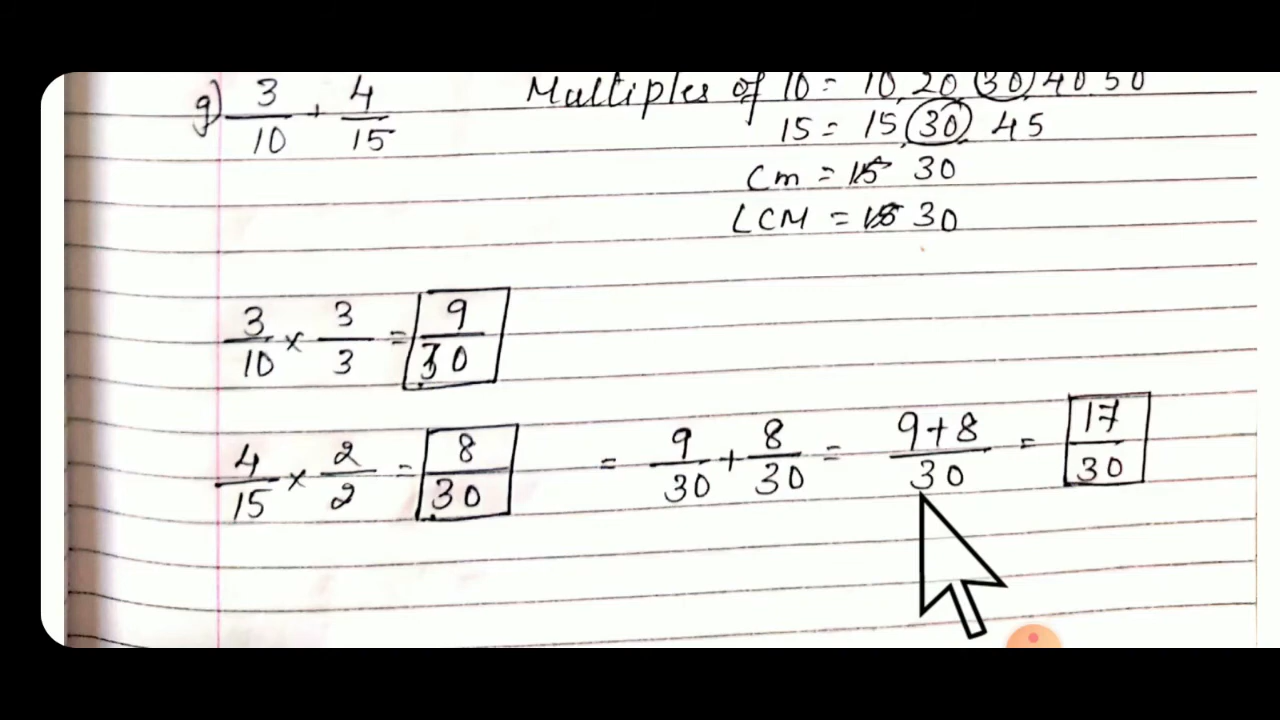 g) 3/10 + 4/15
Multiples of 10 = 10, 20, 30, 40 50
15 = 15, 30, 45
Cm = 15 30
LCM = 15 30
3/10 × 3/3 = 9/30
4/15 × 2/2 = 8/30 = 9/30 + 8/30 = 9+8/30 = 17/30